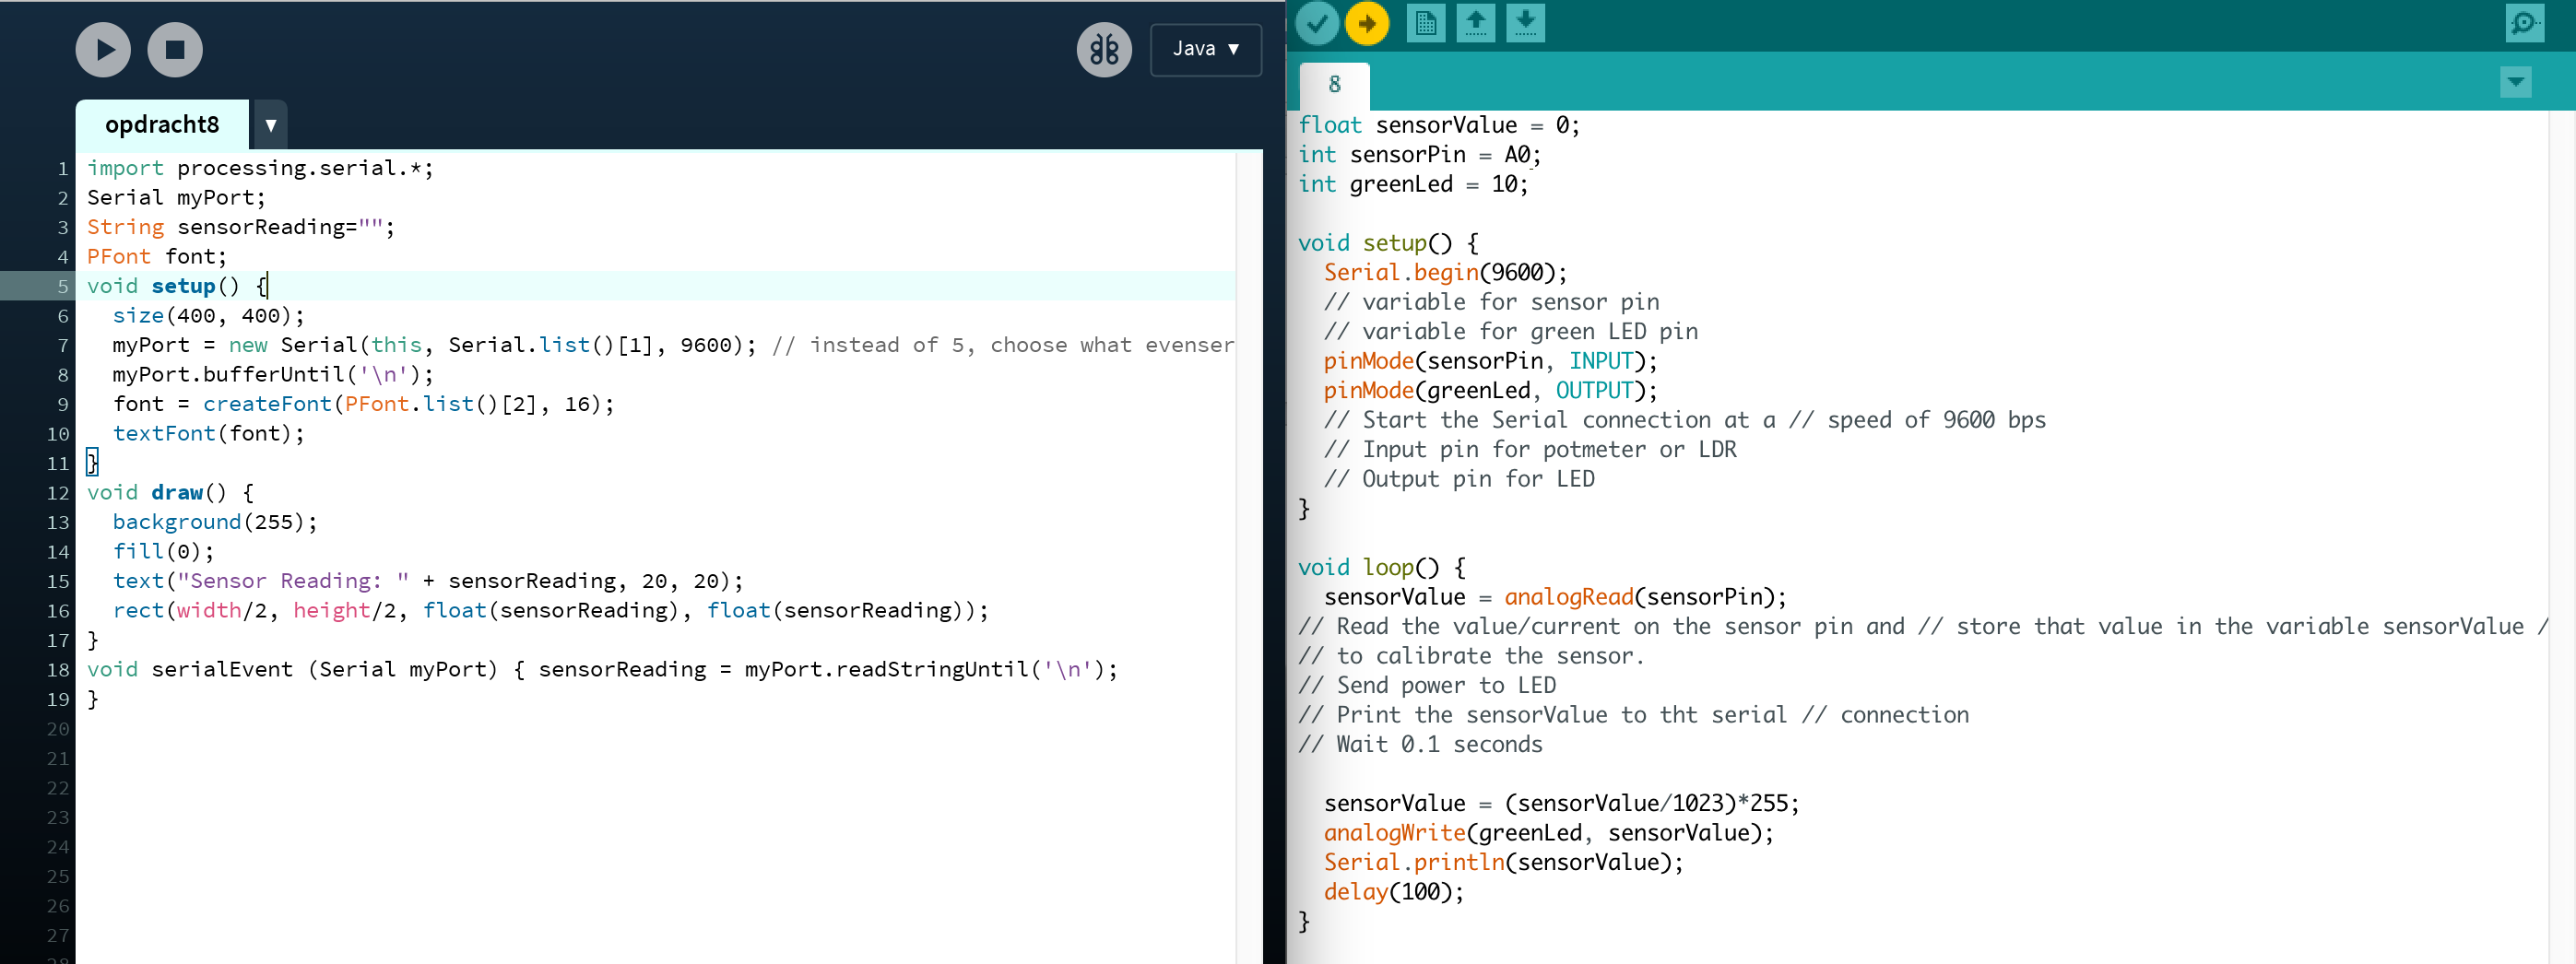 Java ▼
opdracht8 ▼
1 import processing.serial.*;
2 Serial myPort;
3 String sensorReading="";
4 PFont font;
5 void setup() {
6 size(400, 400);
7 myPort = new Serial(this, Serial.list()[1], 9600); // instead of 5, choose what evenser
8 myPort.bufferUntil('\n');
9 font = createFont(PFont.list()[2], 16);
10 textFont(font);
11 }
12 void draw() {
13 background(255);
14 fill(0);
15 text("Sensor Reading: " + sensorReading, 20, 20);
16 rect(width/2, height/2, float(sensorReading), float(sensorReading));
17 }
18 void serialEvent (Serial myPort) { sensorReading = myPort.readStringUntil('\n');
19 }
20
21
22
23
24
25
26
27
28
8
float sensorValue = 0;
int sensorPin = A0;
int greenLed = 10;
void setup() {
Serial.begin(9600);
// variable for sensor pin
// variable for green LED pin
pinMode(sensorPin, INPUT);
pinMode(greenLed, OUTPUT);
// Start the Serial connection at a // speed of 9600 bps
// Input pin for potmeter or LDR
// Output pin for LED
}
void loop() {
sensorValue = analogRead(sensorPin);
// Read the value/current on the sensor pin and // store that value in the variable sensorValue /
// to calibrate the sensor.
// Send power to LED
// Print the sensorValue to tht serial // connection
// Wait 0.1 seconds
sensorValue = (sensorValue/1023)*255;
analogWrite(greenLed, sensorValue);
Serial.println(sensorValue);
delay(100);
}